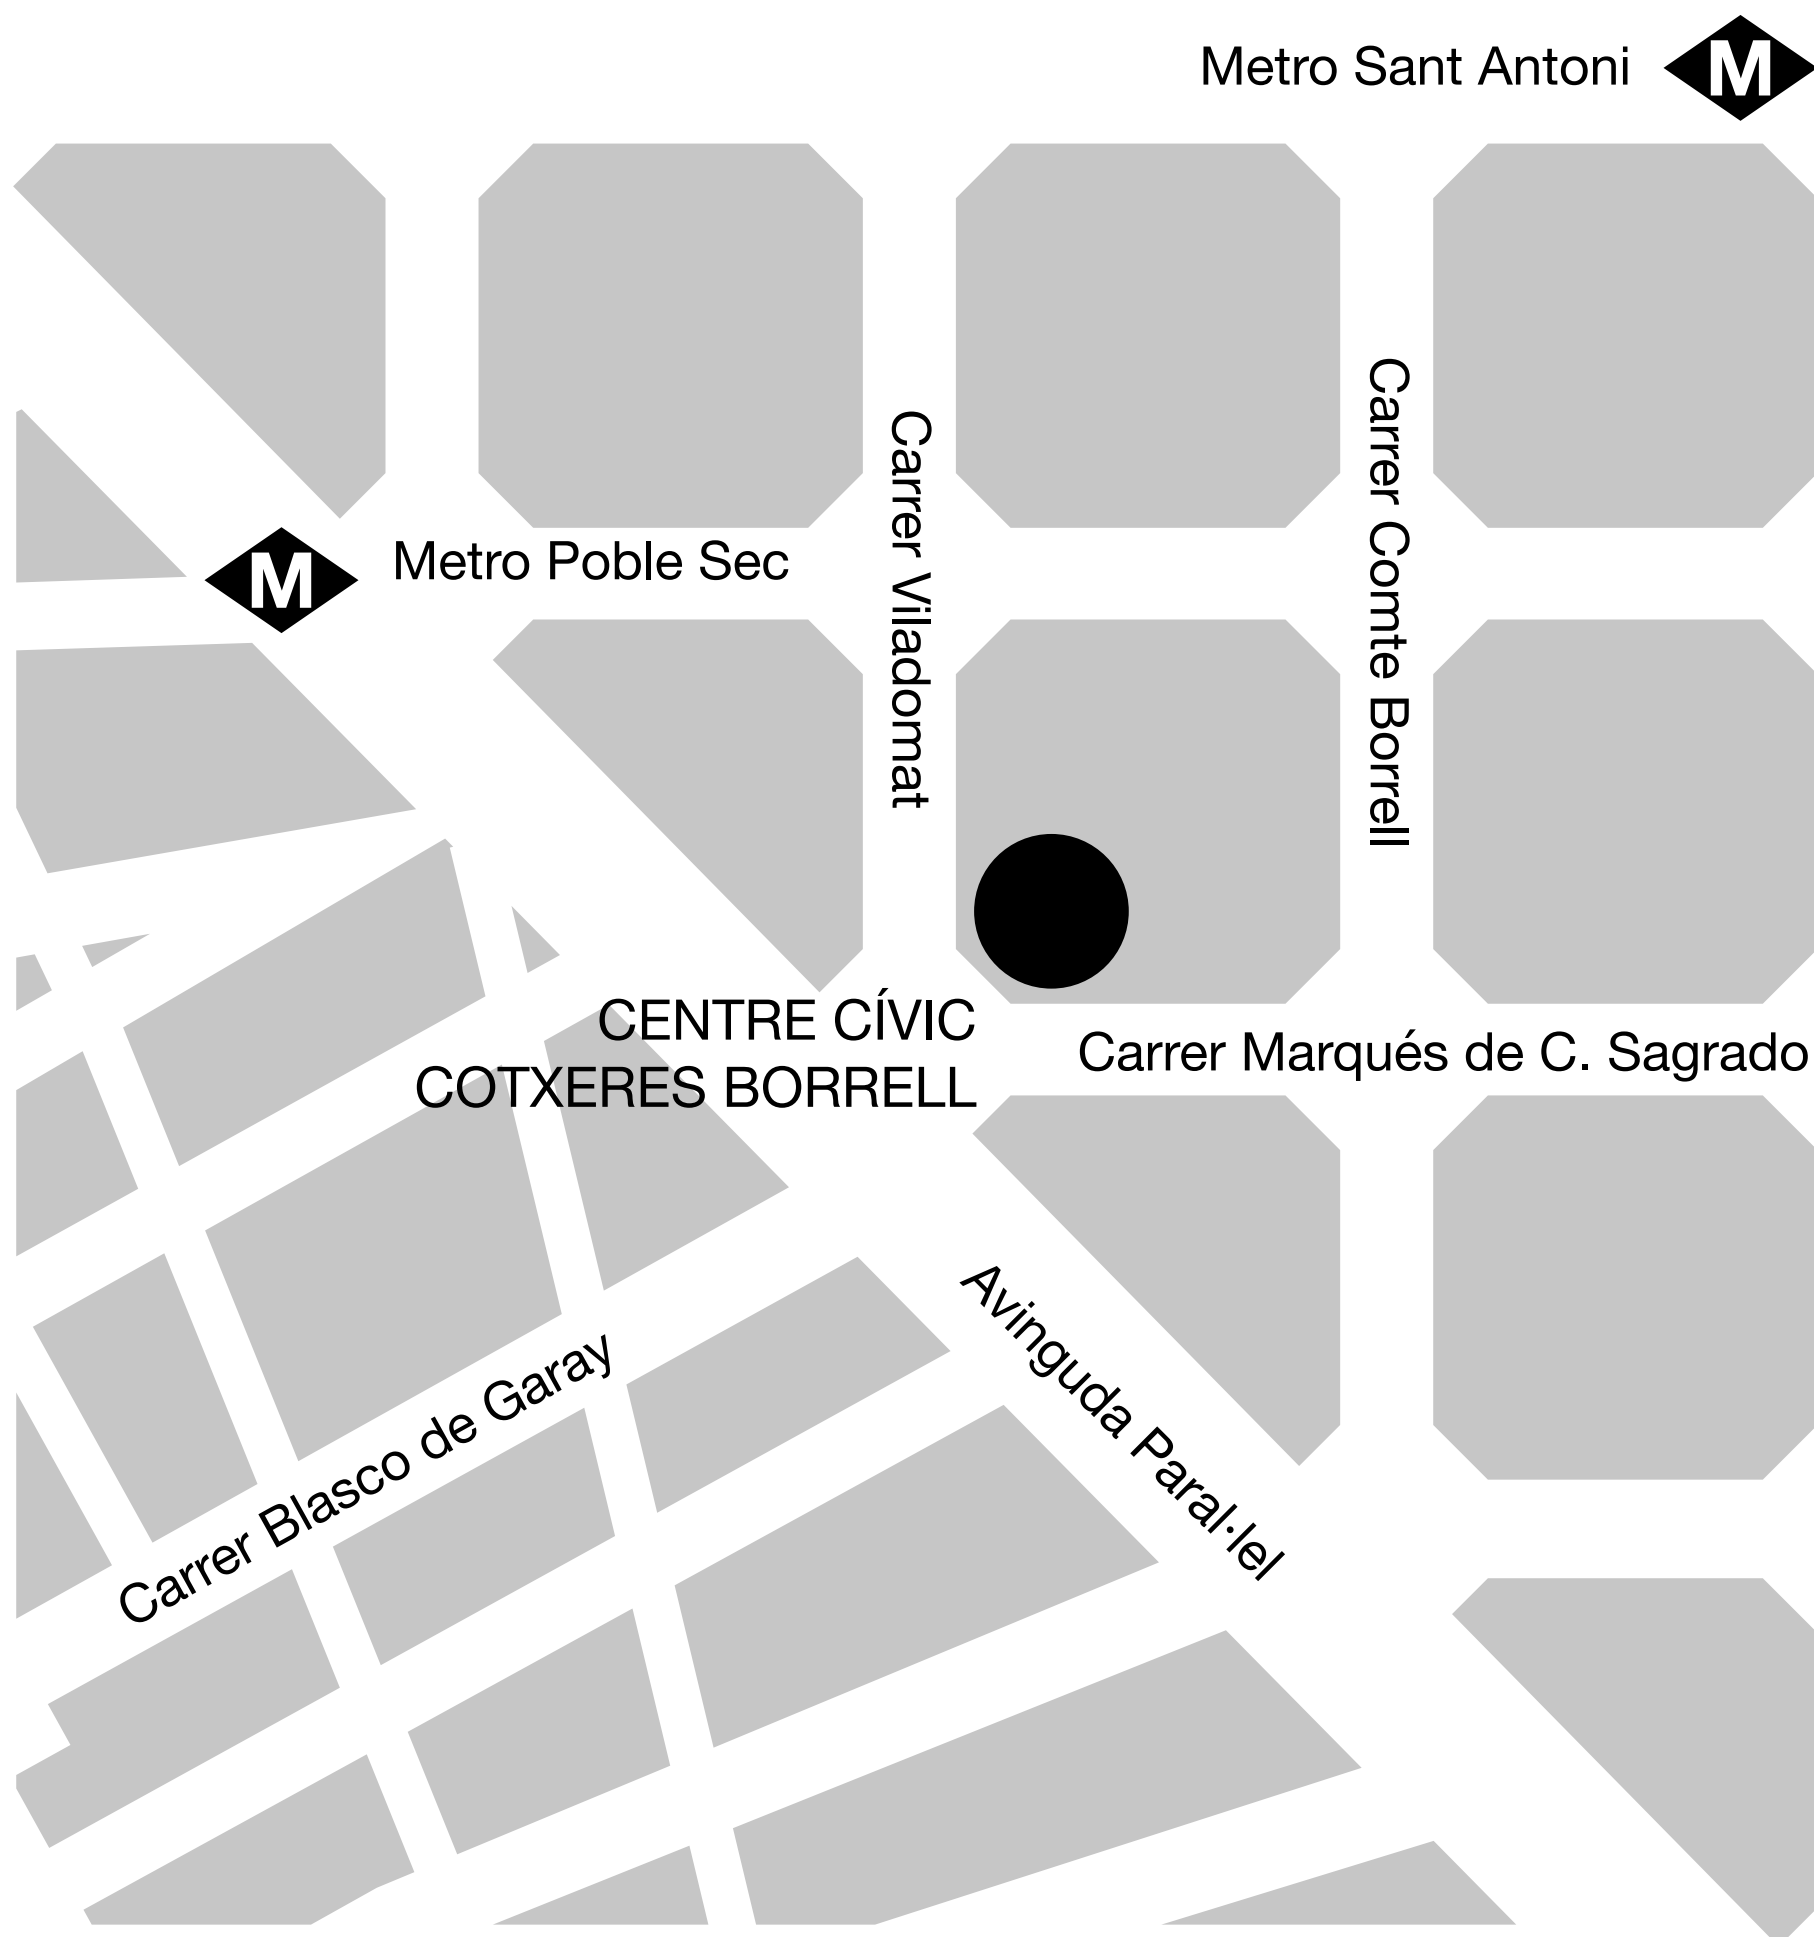 Metro Sant Antoni M
M Metro Poble Sec
Carrer Viladomat
Carrer Comte Borrell
CENTRE CÍVIC
COTXERES BORRELL
Carrer Marqués de C. Sagrado
Avinguda Paral·lel
Carrer Blasco de Garay